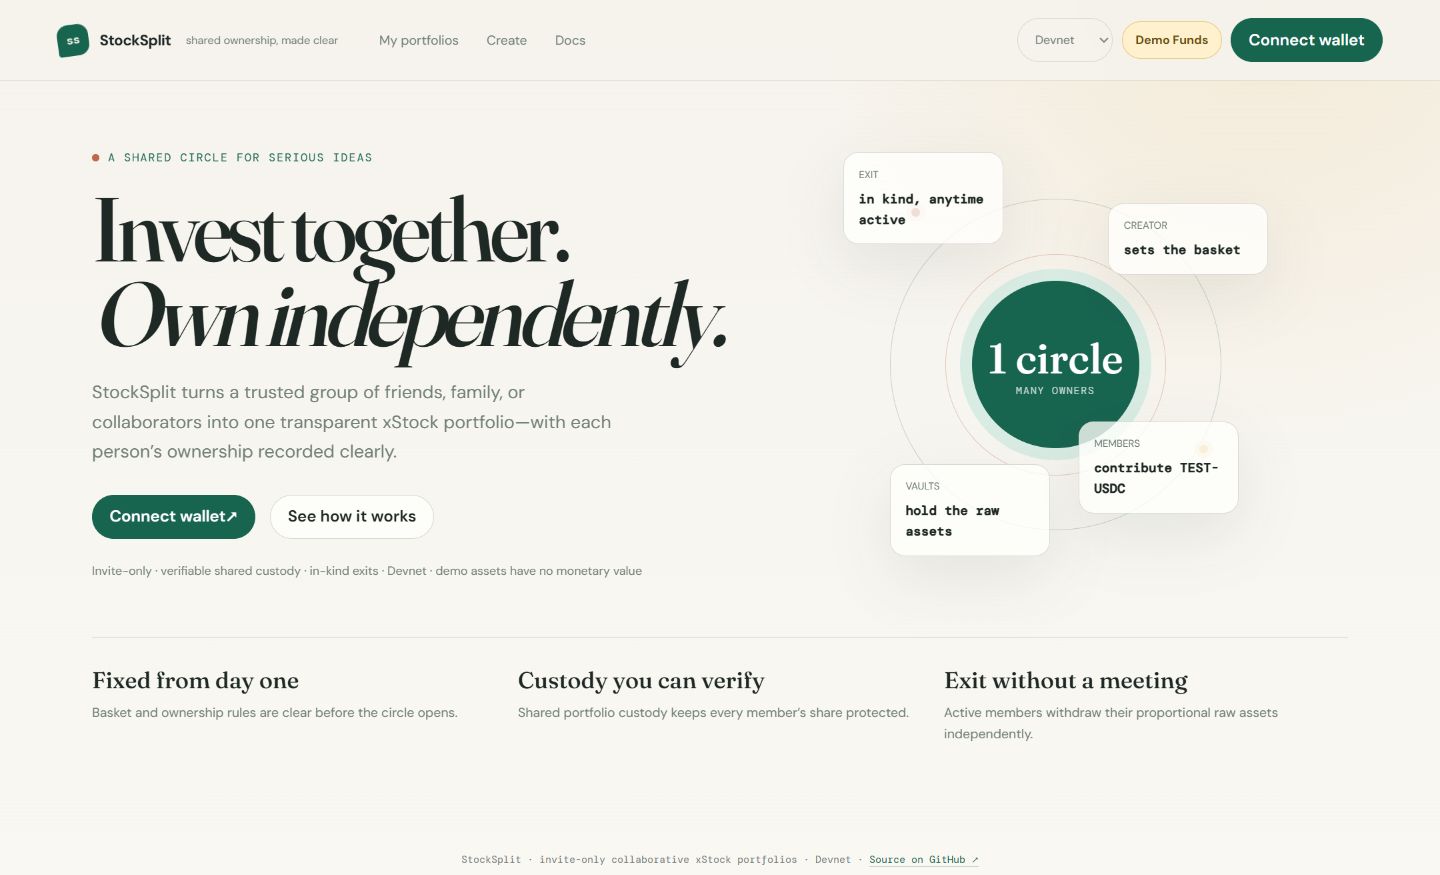 ss
StockSplit
shared ownership, made clear
My portfolios
Create
Docs
Devnet
Demo Funds
Connect wallet
A SHARED CIRCLE FOR SERIOUS IDEAS
Invest together.
Own independently.
StockSplit turns a trusted group of friends, family, or
collaborators into one transparent xStock portfolio—with each
person’s ownership recorded clearly.
Connect wallet↗
See how it works
Invite-only · verifiable shared custody · in-kind exits · Devnet · demo assets have no monetary value
EXIT
in kind, anytime
active
CREATOR
sets the basket
1 circle
MANY OWNERS
MEMBERS
contribute TEST-
USDC
VAULTS
hold the raw
assets
Fixed from day one
Basket and ownership rules are clear before the circle opens.
Custody you can verify
Shared portfolio custody keeps every member’s share protected.
Exit without a meeting
Active members withdraw their proportional raw assets
independently.
StockSplit · invite-only collaborative xStock portfolios · Devnet · Source on GitHub ↗